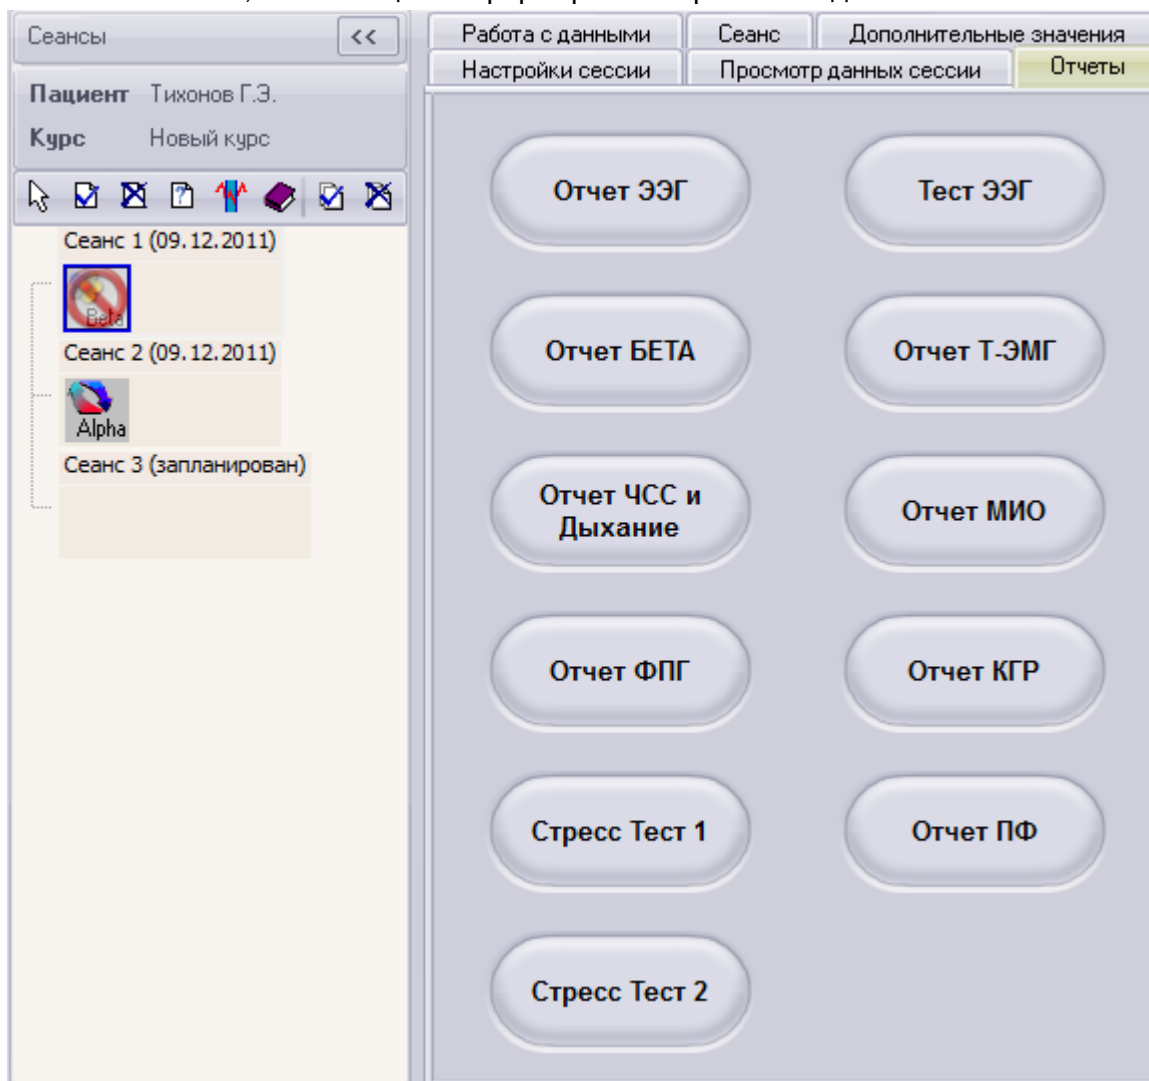 Сеансы
<<
Пациент Тихонов Г.Э.
Курс Новый курс
Сеанс 1 (09.12.2011)
Beta
Сеанс 2 (09.12.2011)
Alpha
Сеанс 3 (запланирован)
Работа с данными Сеанс Дополнительные значения
Настройки сессии Просмотр данных сессии Отчеты
Отчет ЭЭГ Тест ЭЭГ
Отчет БЕТА Отчет Т-ЭМГ
Отчет ЧСС и
Дыхание
Отчет МИО
Отчет ФПГ Отчет КГР
Стресс Тест 1 Отчет ПФ
Стресс Тест 2